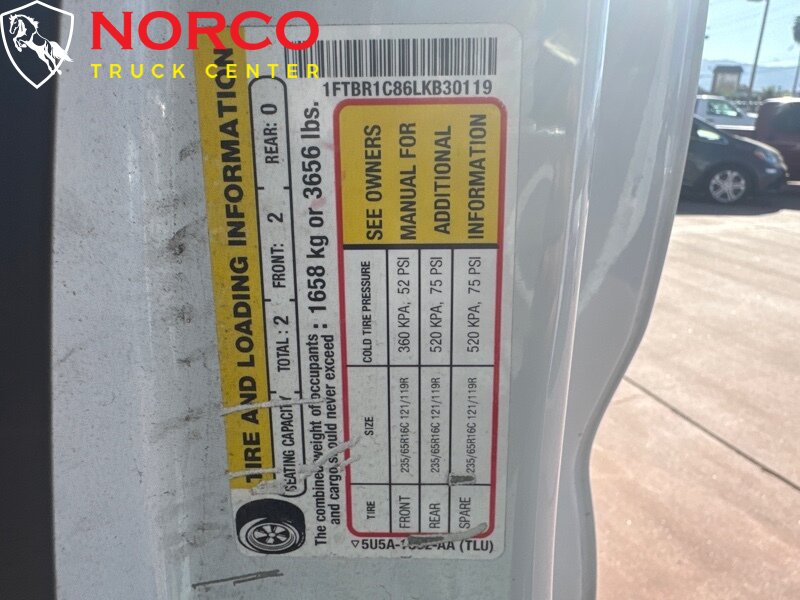 NORCO
TRUCK CENTER
1FTBR1C86LKB30119
TIRE AND LOADING INFORMATION
SEATING CAPACITY TOTAL: 2 FRONT: 2 REAR: 0
The combined weight of occupants and cargo should never exceed : 1658 kg or 3656 lbs.
TIRE SIZE COLD TIRE PRESSURE
FRONT 235/65R16C 121/119R 360 KPA, 52 PSI
REAR 235/65R16C 121/119R 520 KPA, 75 PSI
SPARE 235/65R16C 121/119R 520 KPA, 75 PSI
SEE OWNERS
MANUAL FOR
ADDITIONAL
INFORMATION
(TLU)